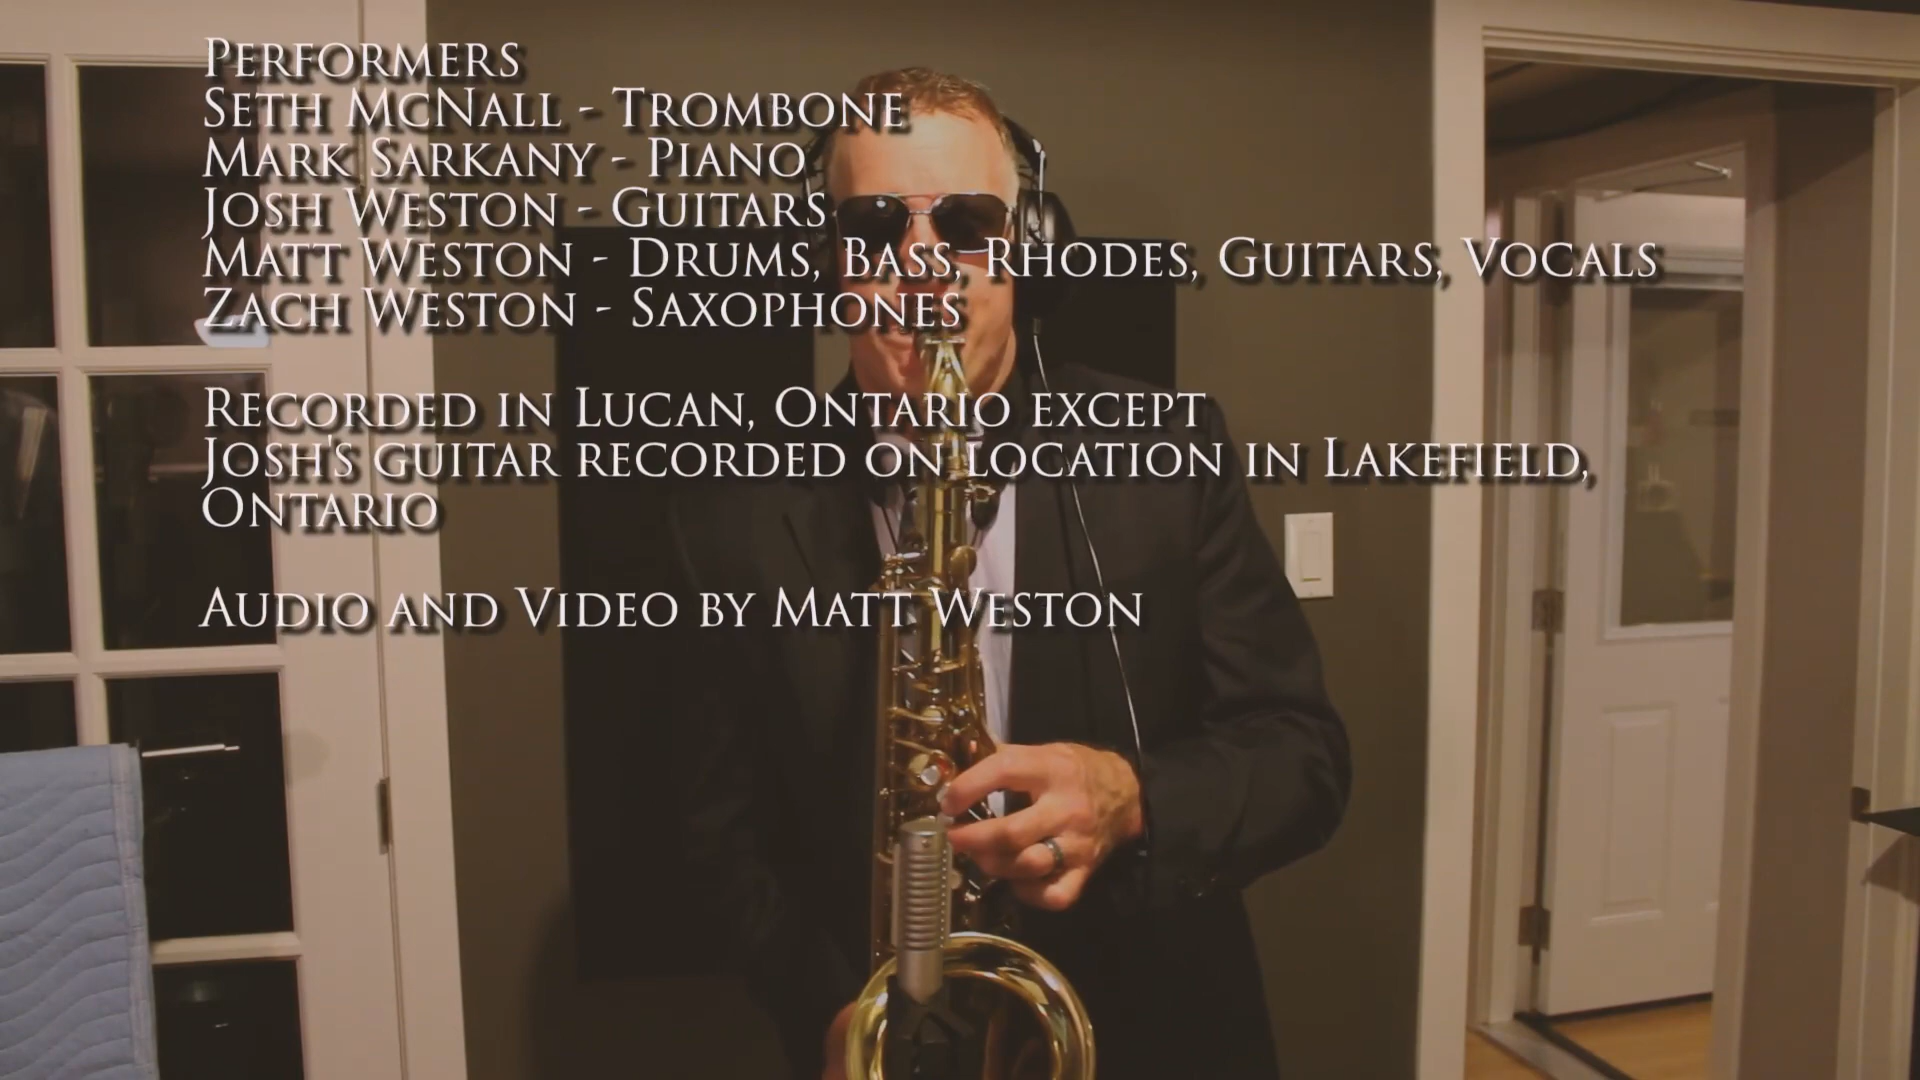 Performers
Seth McNall - Trombone
Mark Sarkany - Piano
Josh Weston - Guitars
Matt Weston - Drums, Bass, Rhodes, Guitars, Vocals
Zach Weston - Saxophones
Recorded in Lucan, Ontario except
Josh's guitar recorded on location in Lakefield,
Ontario
Audio and Video by Matt Weston